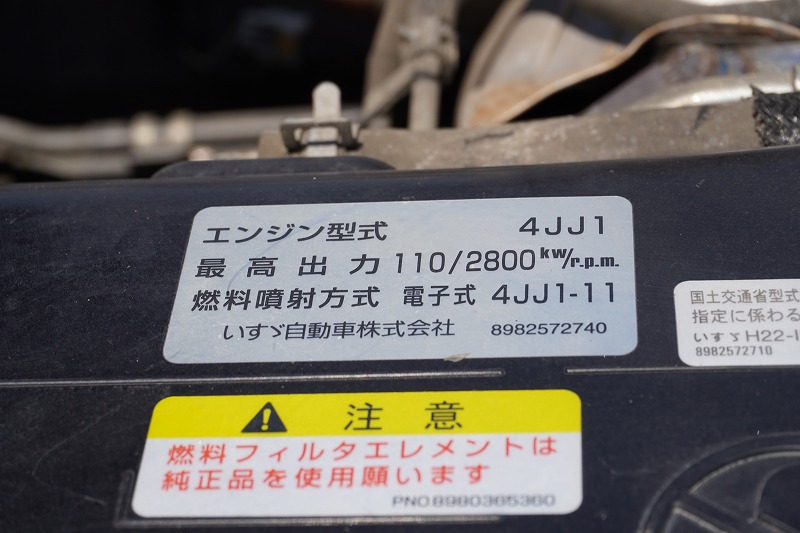 エンジン型式 4JJ1
最高出力 110/2800 kW/r.p.m.
燃料噴射方式 電子式 4JJ1-11
いすゞ自動車株式会社 8982572740
国土交通省型式
指定に係わる
いすゞH22-I
8982572710
注意
燃料フィルタエレメントは
純正品を使用願います
PNO.8980365360